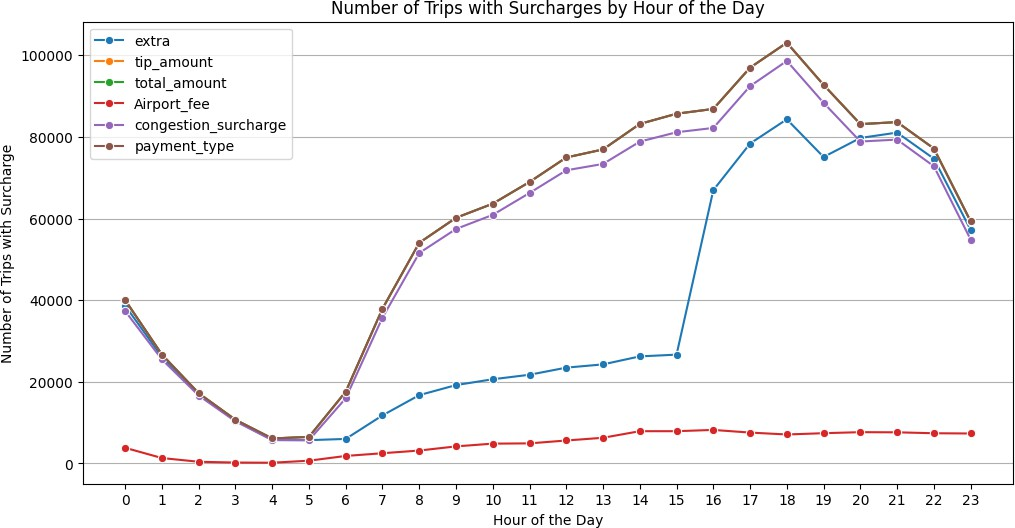 Number of Trips with Surcharges by Hour of the Day
extra
tip_amount
total_amount
Airport_fee
congestion_surcharge
payment_type
Number of Trips with Surcharge
100000
80000
60000
40000
20000
0
0 1 2 3 4 5 6 7 8 9 10 11 12 13 14 15 16 17 18 19 20 21 22 23
Hour of the Day